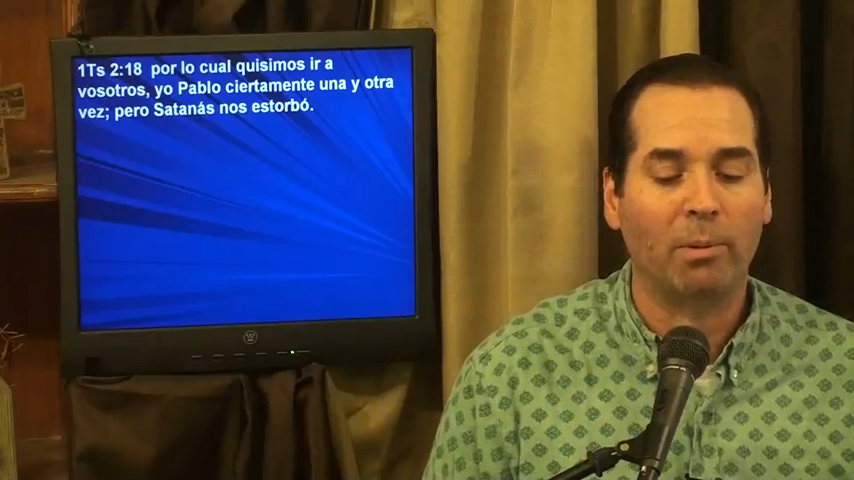 1Ts 2:18 por lo cual quisimos ir a
vosotros, yo Pablo ciertamente una y otra
vez; pero Satanás nos estorbó.